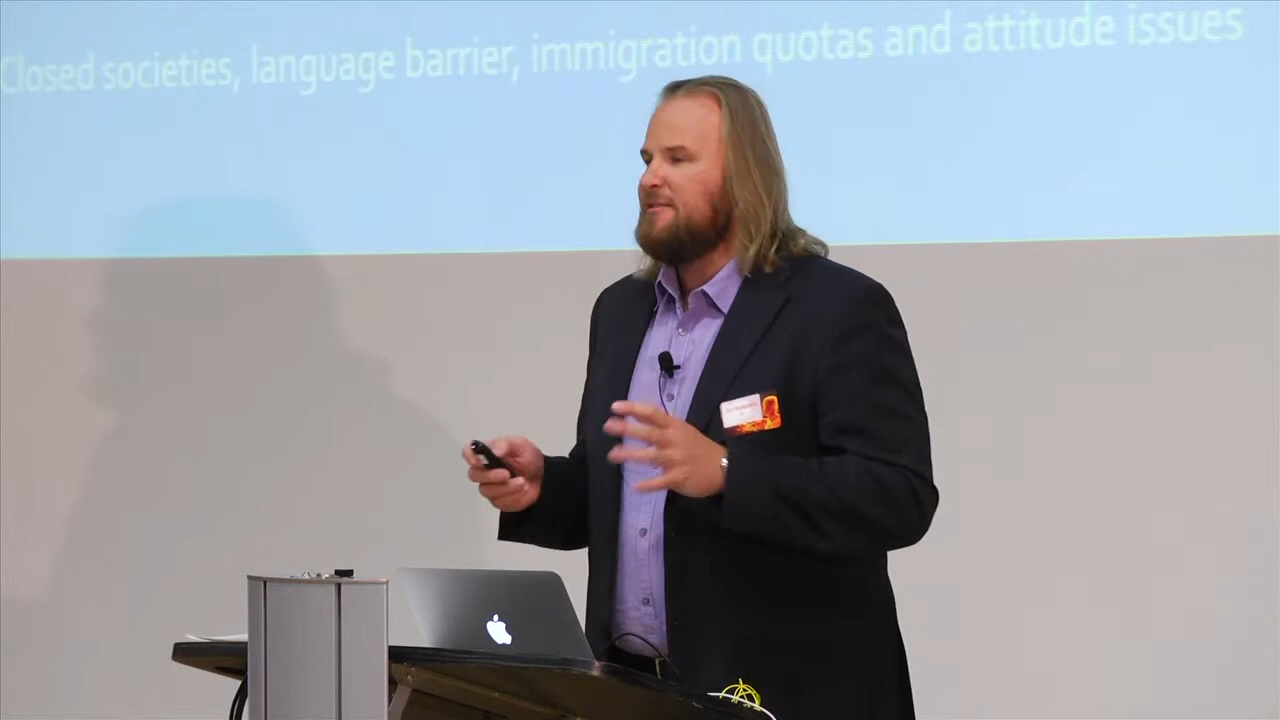 Closed societies, language barrier, immigration quotas and attitude issues